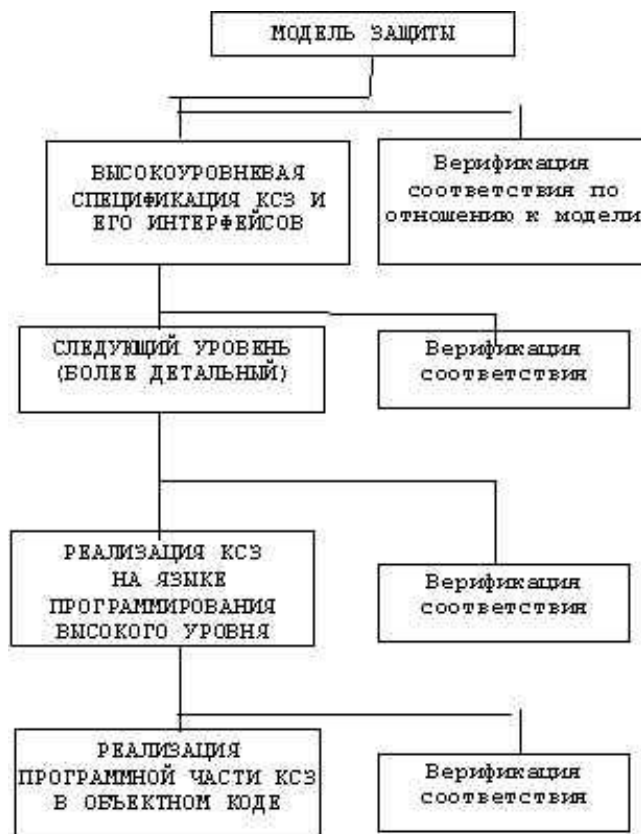 МОДЕЛЬ ЗАЩИТЫ
ВЫСОКОУРОВНЕВАЯ
СПЕЦИФИКАЦИЯ КСЗ И
ЕГО ИНТЕРФЕЙСОВ
Верификация
соответствия по
отношению к модели
СЛЕДУЮЩИЙ УРОВЕНЬ
(БОЛЕЕ ДЕТАЛЬНЫЙ)
Верификация
соответствия
РЕАЛИЗАЦИЯ КСЗ
НА ЯЗЫКЕ
ПРОГРАММИРОВАНИЯ
ВЫСОКОГО УРОВНЯ
Верификация
соответствия
РЕАЛИЗАЦИЯ
ПРОГРАММНОЙ ЧАСТИ КСЗ
В ОБЪЕКТНОМ КОДЕ
Верификация
соответствия